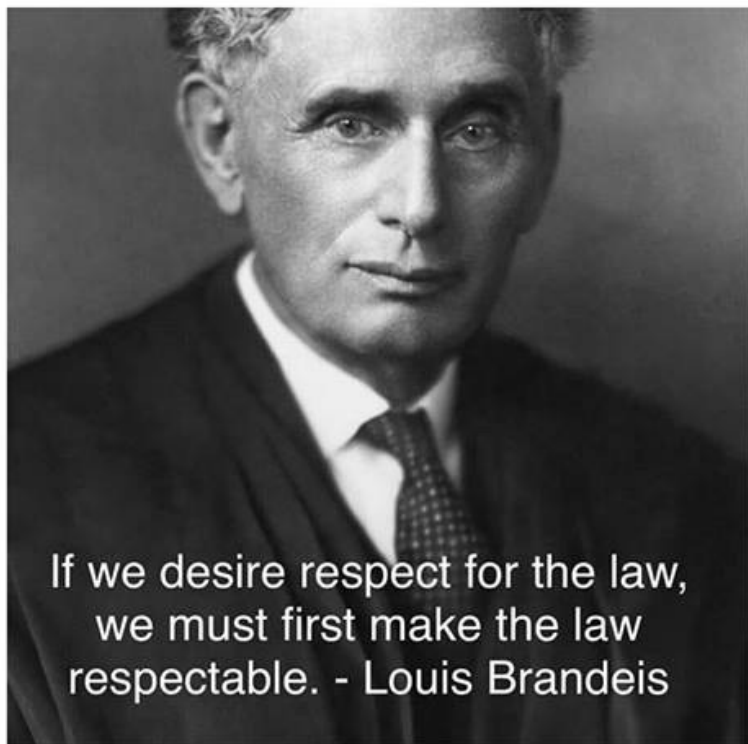 If we desire respect for the law,
we must first make the law
respectable. - Louis Brandeis